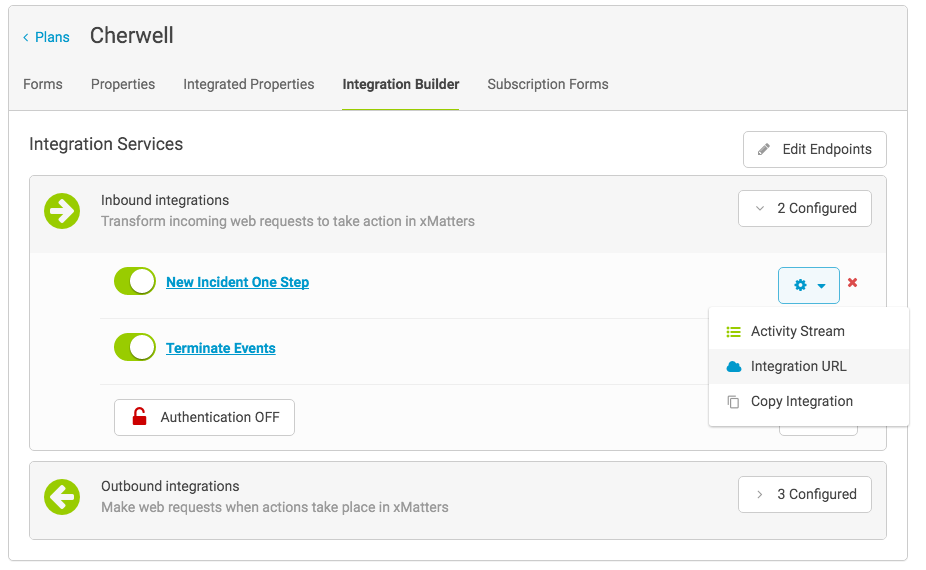 Plans Cherwell
Forms Properties Integrated Properties Integration Builder Subscription Forms
Integration Services
Edit Endpoints
Inbound integrations
Transform incoming web requests to take action in xMatters
2 Configured
New Incident One Step
Activity Stream
Terminate Events
Integration URL
Copy Integration
Authentication OFF
Outbound integrations
Make web requests when actions take place in xMatters
3 Configured